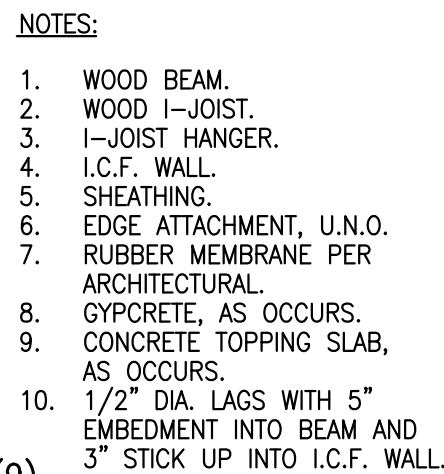 NOTES:
1. WOOD BEAM.
2. WOOD I-JOIST.
3. I-JOIST HANGER.
4. I.C.F. WALL.
5. SHEATHING.
6. EDGE ATTACHMENT, U.N.O.
7. RUBBER MEMBRANE PER
ARCHITECTURAL.
8. GYPCRETE, AS OCCURS.
9. CONCRETE TOPPING SLAB,
AS OCCURS.
10. 1/2" DIA. LAGS WITH 5"
EMBEDMENT INTO BEAM AND
3" STICK UP INTO I.C.F. WALL.